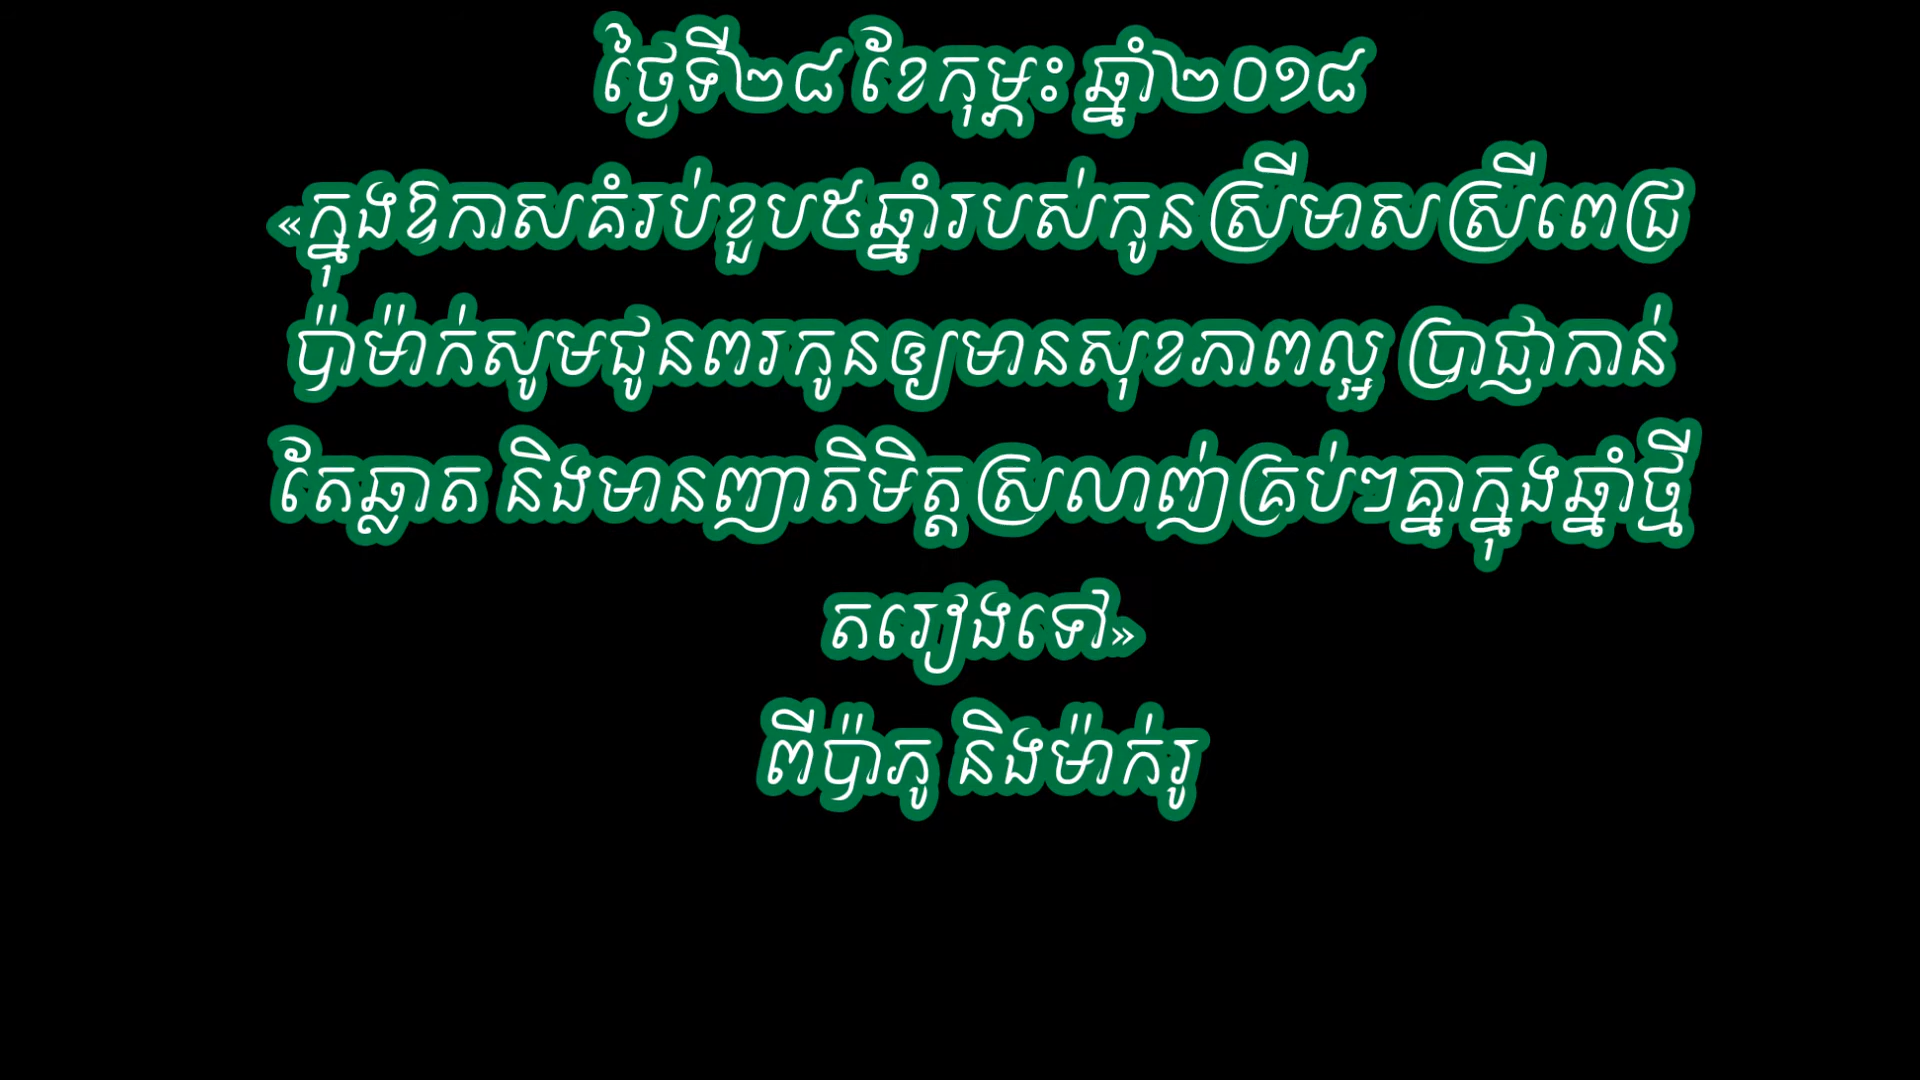 ថ្ងៃទី២៨ ខែកុម្ភះ ឆ្នាំ២០១៨
«ក្នុងឱកាសគំរប់ខួប៥ឆ្នាំរបស់កូនស្រីមាសស្រីពេជ្រ
ប៉ាម៉ាក់សូមជូនពរកូនឲ្យមានសុខភាពល្អ ប្រាជ្ញាកាន់
តែឆ្លាត និងមានញាតិមិត្តស្រលាញ់គ្រប់ៗគ្នាក្នុងឆ្នាំថ្មី
តរៀងទៅ»
ពីប៉ាភូ និងម៉ាក់រូ